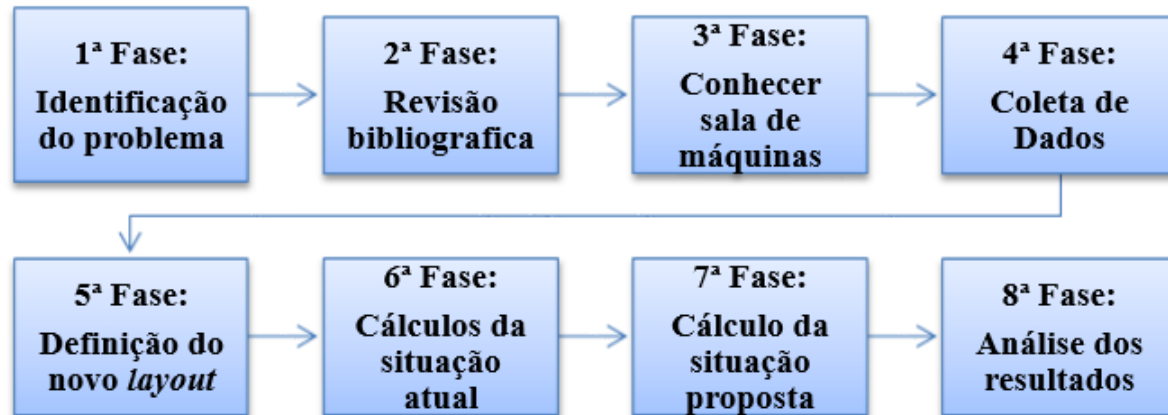 1ª Fase:
Identificação
do problema
2ª Fase:
Revisão
bibliografica
3ª Fase:
Conhecer
sala de
máquinas
4ª Fase:
Coleta de
Dados
5ª Fase:
Definição do
novo layout
6ª Fase:
Cálculos da
situação
atual
7ª Fase:
Cálculo da
situação
proposta
8ª Fase:
Análise dos
resultados